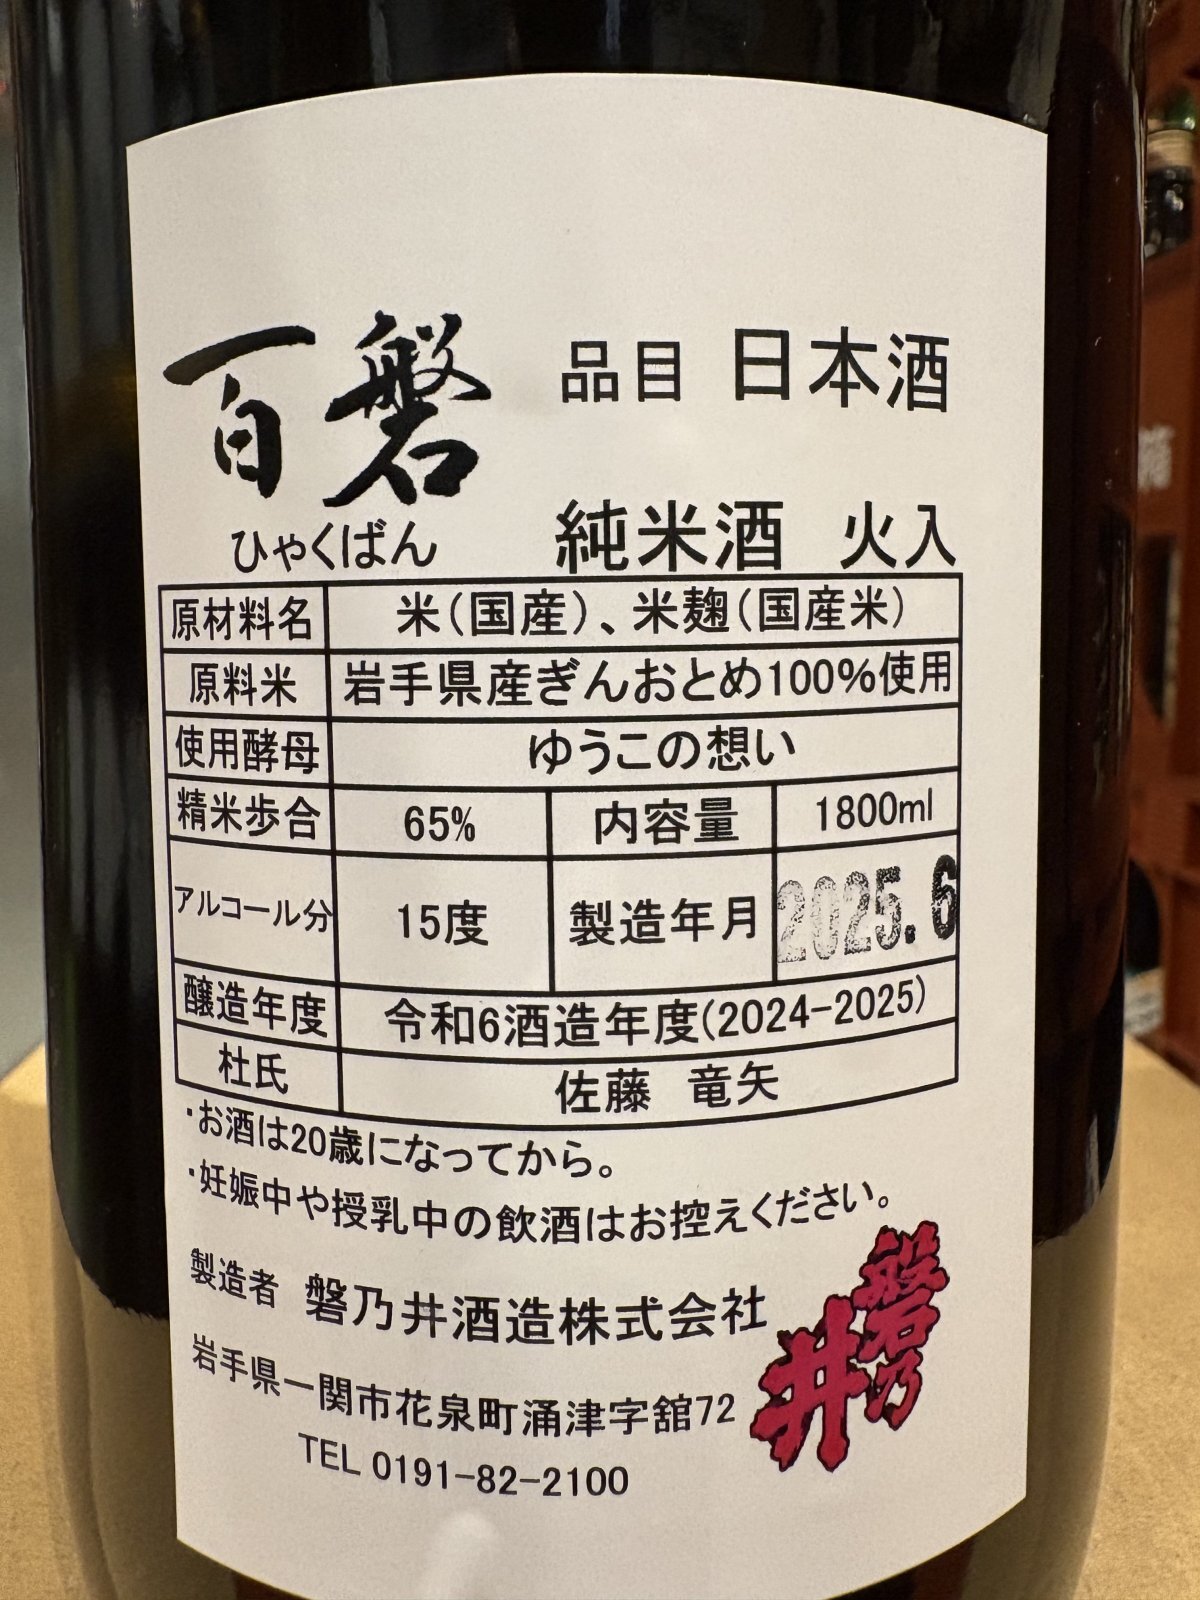 百磐
ひゃくばん
品目 日本酒
純米酒 火入
原材料名 米(国産)、米麹(国産米)
原料米 岩手県産ぎんおとめ100%使用
使用酵母 ゆうこの想い
精米歩合 65% 内容量 1800ml
アルコール分 15度 製造年月 2025.6
醸造年度 令和6酒造年度(2024-2025)
杜氏 佐藤 竜矢
・お酒は20歳になってから。
・妊娠中や授乳中の飲酒はお控えください。
製造者 磐乃井酒造株式会社
岩手県一関市花泉町涌津字舘72
TEL 0191-82-2100
磐乃井